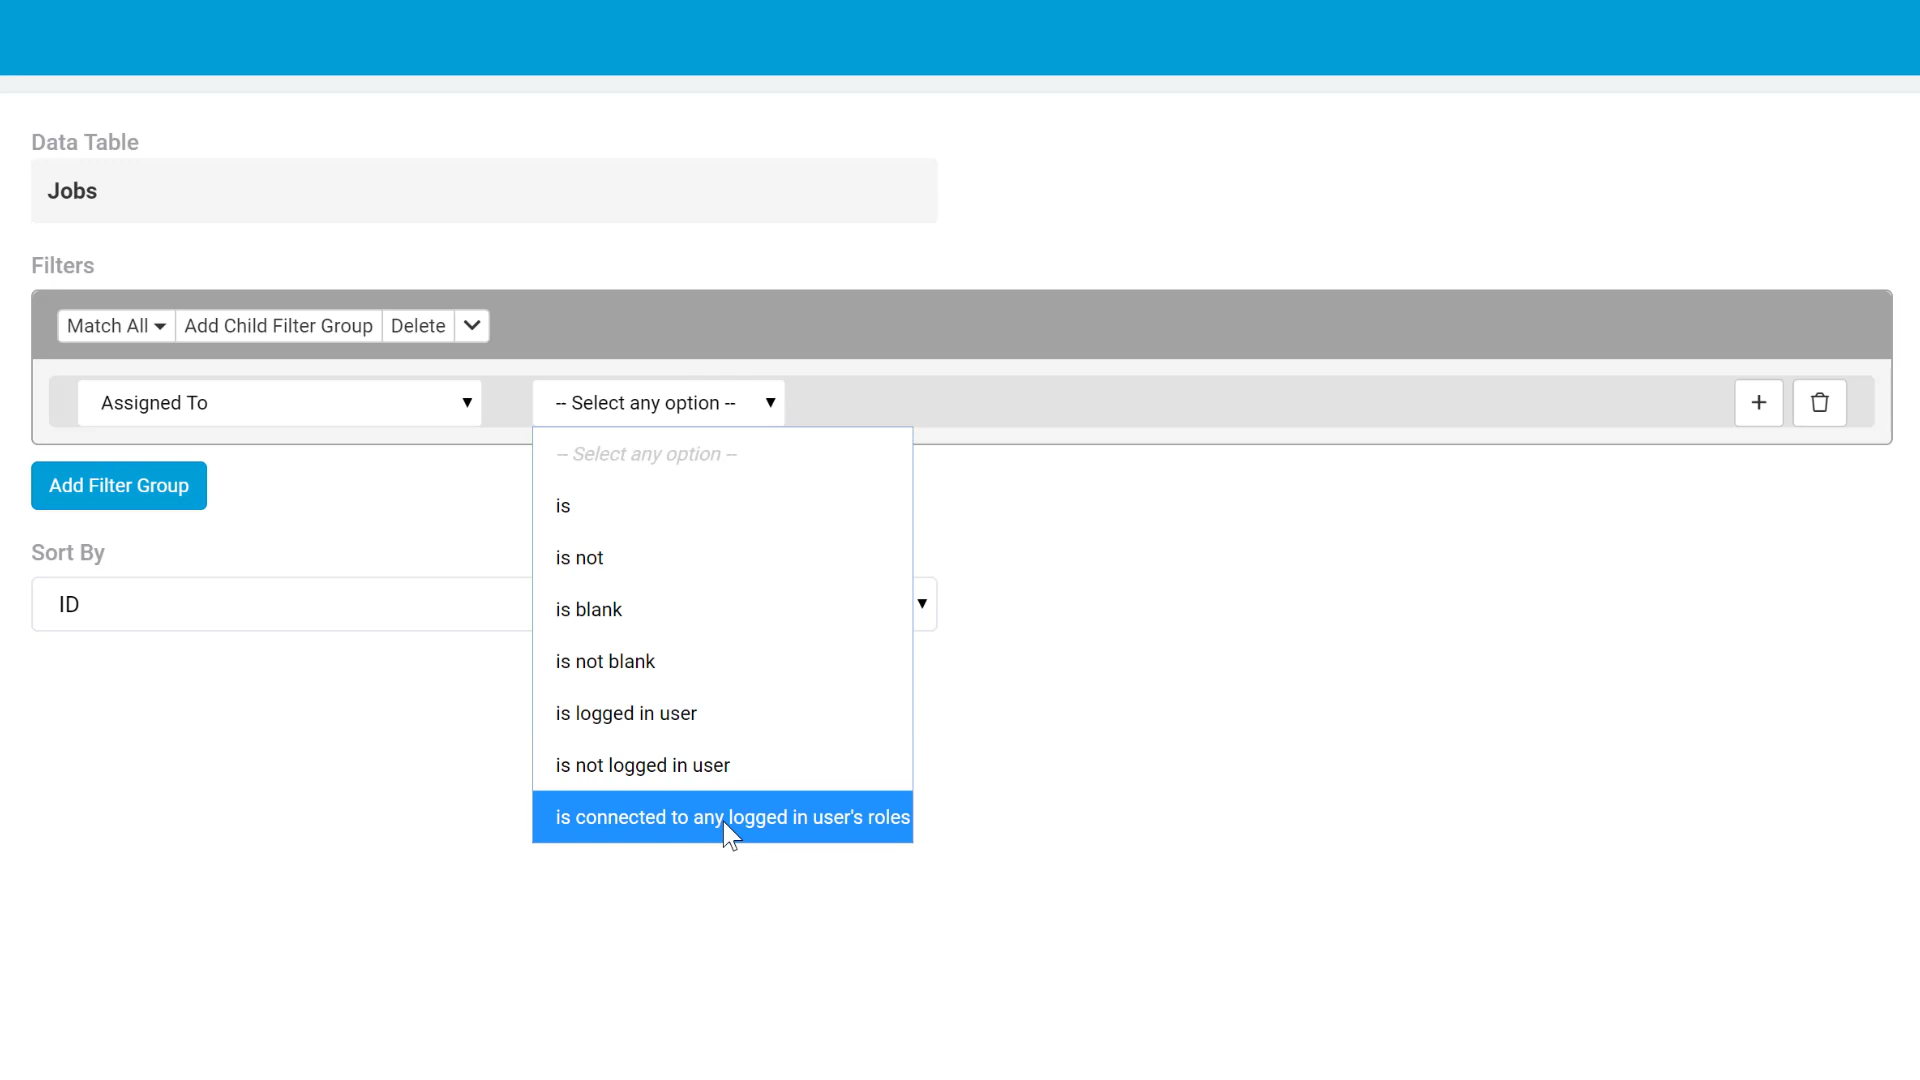 Data Table
Jobs
Filters
Match All Add Child Filter Group Delete
Assigned To -- Select any option --
-- Select any option --
is
is not
is blank
is not blank
is logged in user
is not logged in user
is connected to any logged in user's roles
Add Filter Group
Sort By
ID